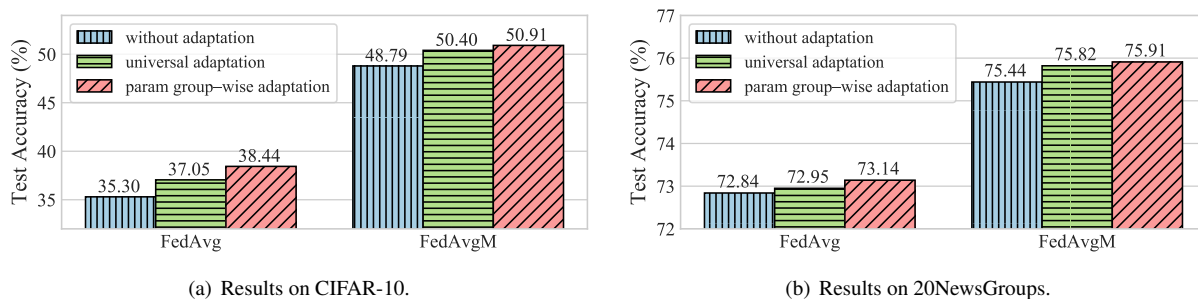 Test Accuracy (%)
50
45
40
35
without adaptation
universal adaptation
param group–wise adaptation
35.30
37.05
38.44
48.79
50.40
50.91
FedAvg
FedAvgM
(a) Results on CIFAR-10.
Test Accuracy (%)
77
76
75
74
73
72
without adaptation
universal adaptation
param group–wise adaptation
72.84
72.95
73.14
75.44
75.82
75.91
FedAvg
FedAvgM
(b) Results on 20NewsGroups.